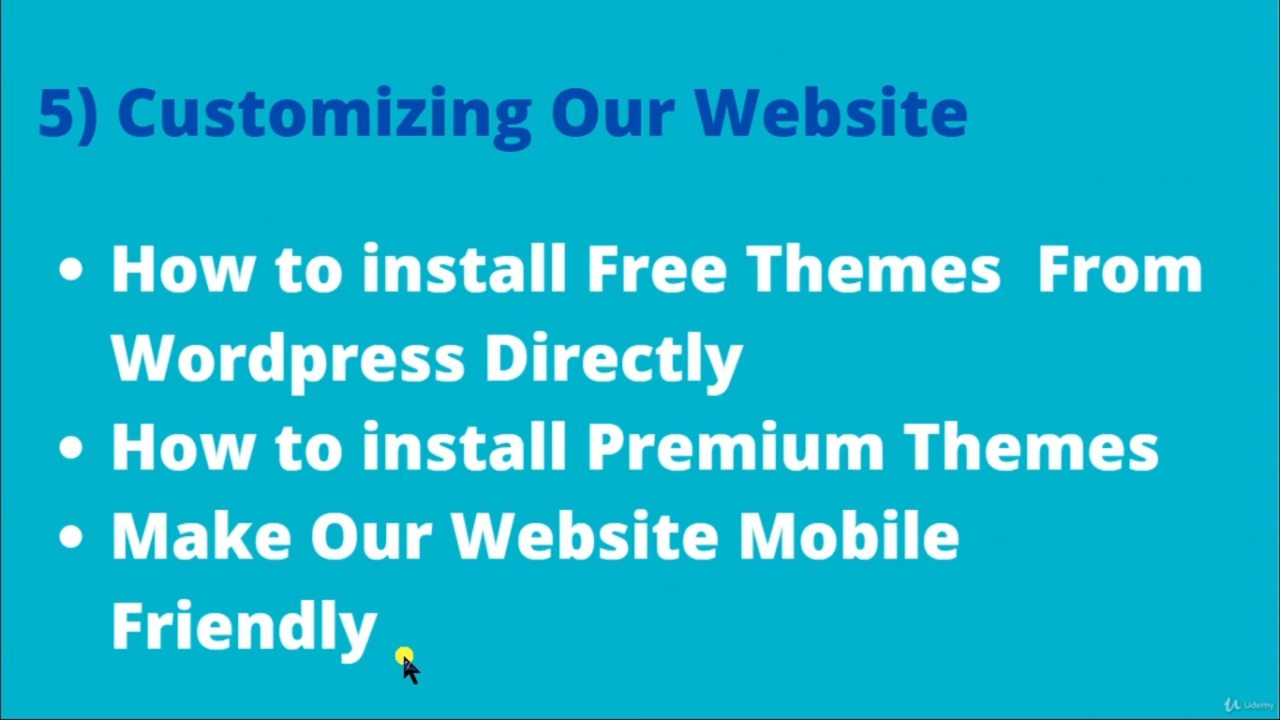 5) Customizing Our Website
• How to install Free Themes  From
Wordpress Directly
• How to install Premium Themes
• Make Our Website Mobile
Friendly
Udemy